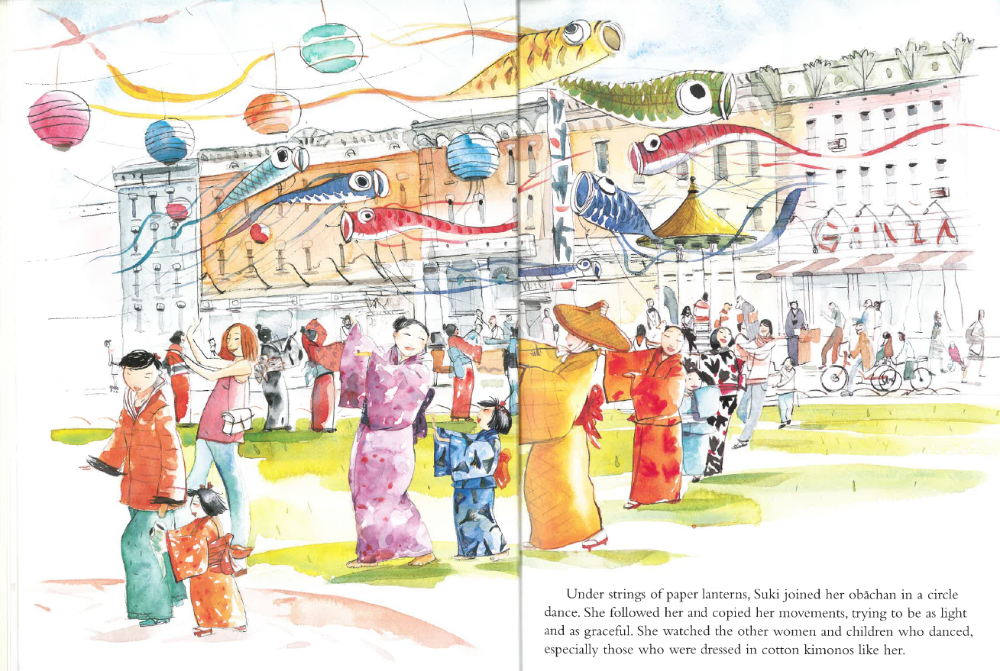 GINZA
Under strings of paper lanterns, Suki joined her obāchan in a circle
dance. She followed her and copied her movements, trying to be as light
and as graceful. She watched the other women and children who danced,
especially those who were dressed in cotton kimonos like her.